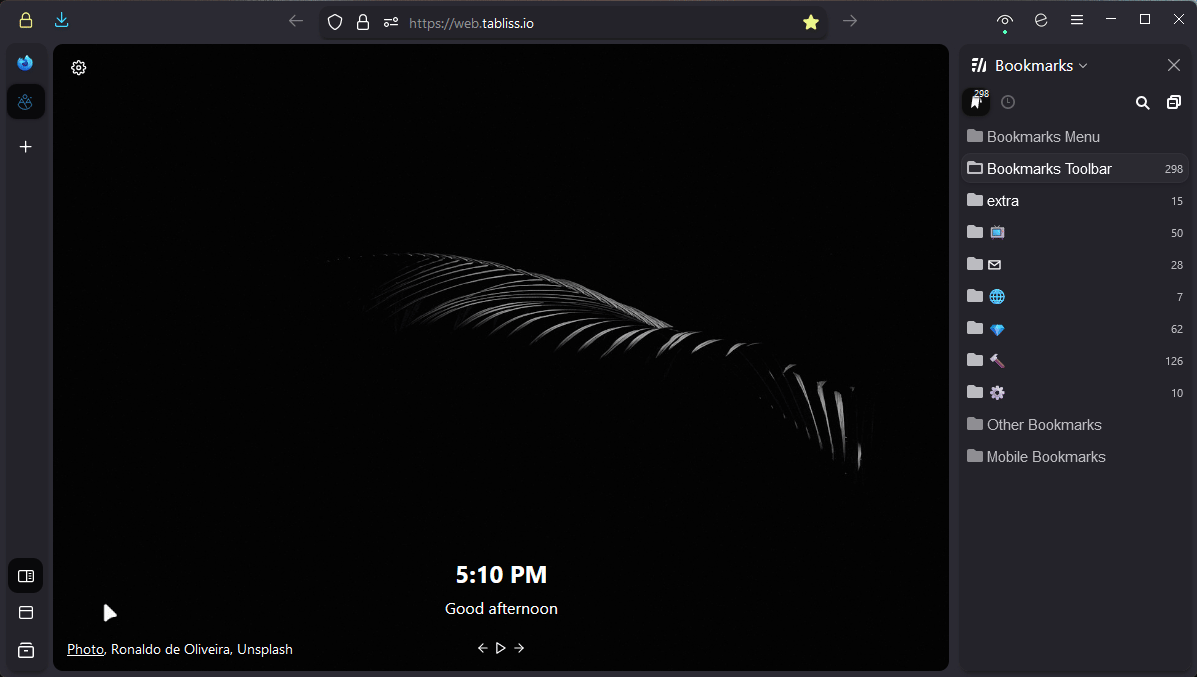 https://web.tabliss.io
Bookmarks
298
Bookmarks Menu
Bookmarks Toolbar 298
extra 15
50
28
7
62
126
10
Other Bookmarks
Mobile Bookmarks
5:10 PM
Good afternoon
Photo, Ronaldo de Oliveira, Unsplash